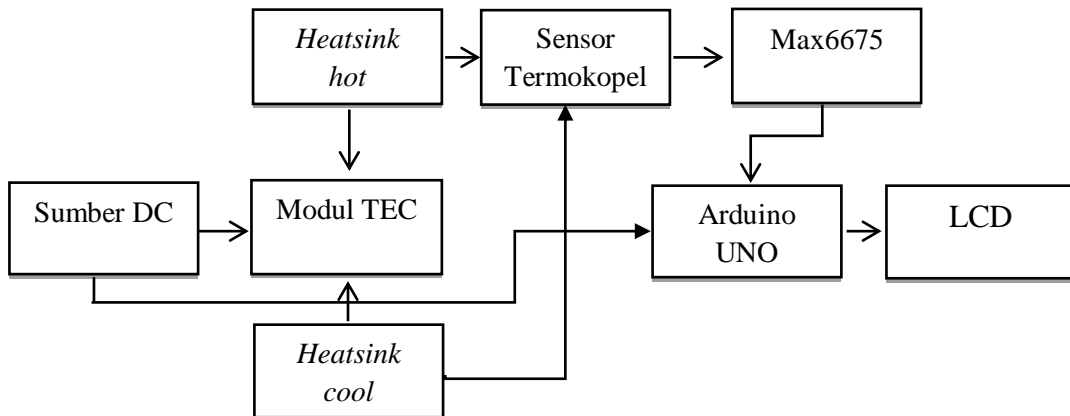 Heatsink
hot
Sensor
Termokopel
Max6675
Sumber DC
Modul TEC
Arduino
UNO
LCD
Heatsink
cool